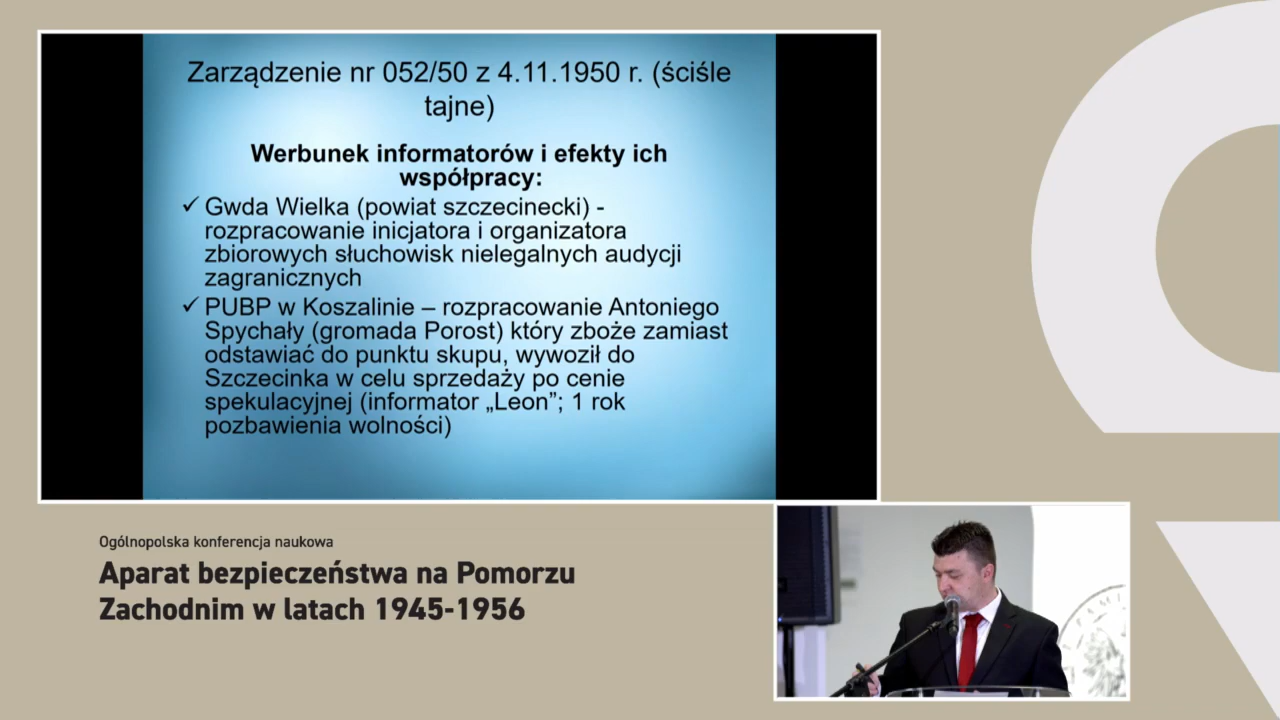 Zarządzenie nr 052/50 z 4.11.1950 r. (ściśle
tajne)
Werbunek informatorów i efekty ich
współpracy:
✓ Gwda Wielka (powiat szczecinecki) -
rozpracowanie inicjatora i organizatora
zbiorowych słuchowisk nielegalnych audycji
zagranicznych
✓ PUBP w Koszalinie – rozpracowanie Antoniego
Spychały (gromada Porost) który zboże zamiast
odstawiać do punktu skupu, wywoził do
Szczecinka w celu sprzedaży po cenie
spekulacyjnej (informator „Leon”; 1 rok
pozbawienia wolności)
Ogólnopolska konferencja naukowa
Aparat bezpieczeństwa na Pomorzu
Zachodnim w latach 1945-1956